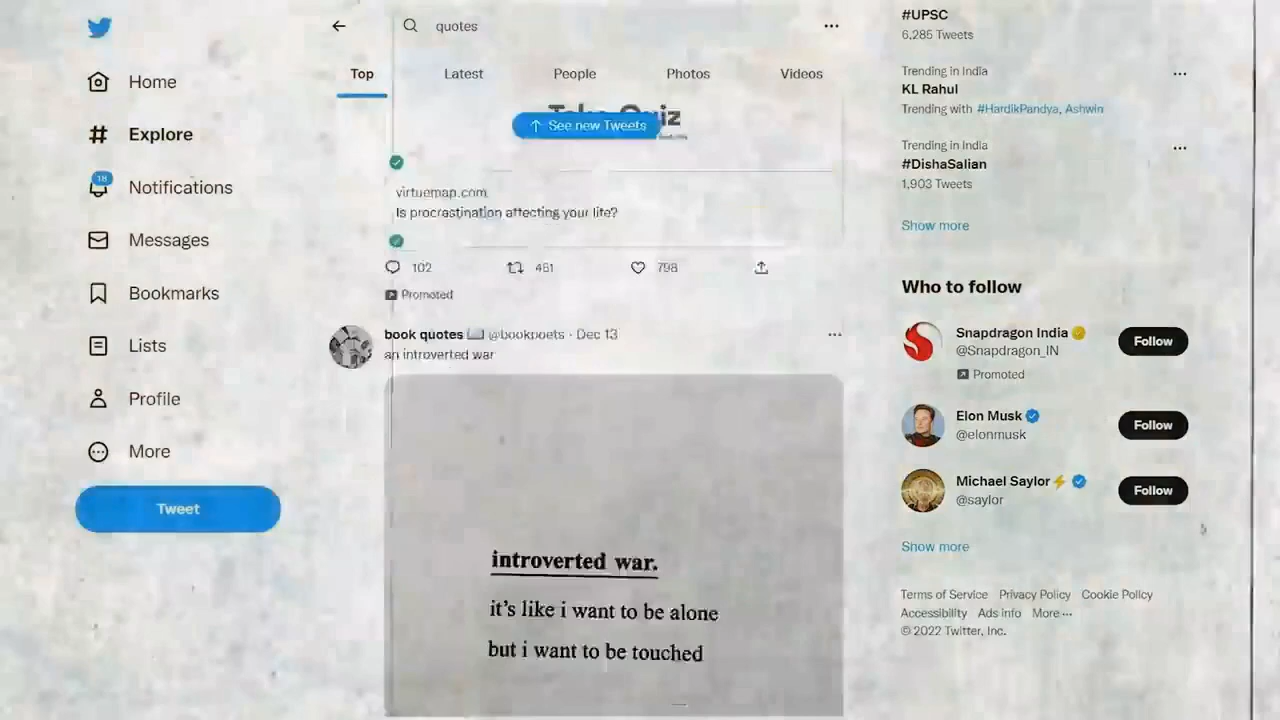 Home
Explore
18
Notifications
Messages
Bookmarks
Lists
Profile
More
Tweet
quotes
Top
Latest
People
Photos
Videos
See new Tweets
virtuemap.com
Is procrastination affecting your life?
102
461
798
Promoted
book quotes @bookpoets · Dec 13
an introverted war
introverted war.
it's like i want to be alone
but i want to be touched
#UPSC
6,285 Tweets
Trending in India
KL Rahul
Trending with #HardikPandya, Ashwin
Trending in India
#DishaSalian
1,903 Tweets
Show more
Who to follow
Snapdragon India
@Snapdragon_IN
Promoted
Follow
Elon Musk
@elonmusk
Follow
Michael Saylor
@saylor
Follow
Show more
Terms of Service Privacy Policy Cookie Policy
Accessibility Ads info More ···
© 2022 Twitter, Inc.